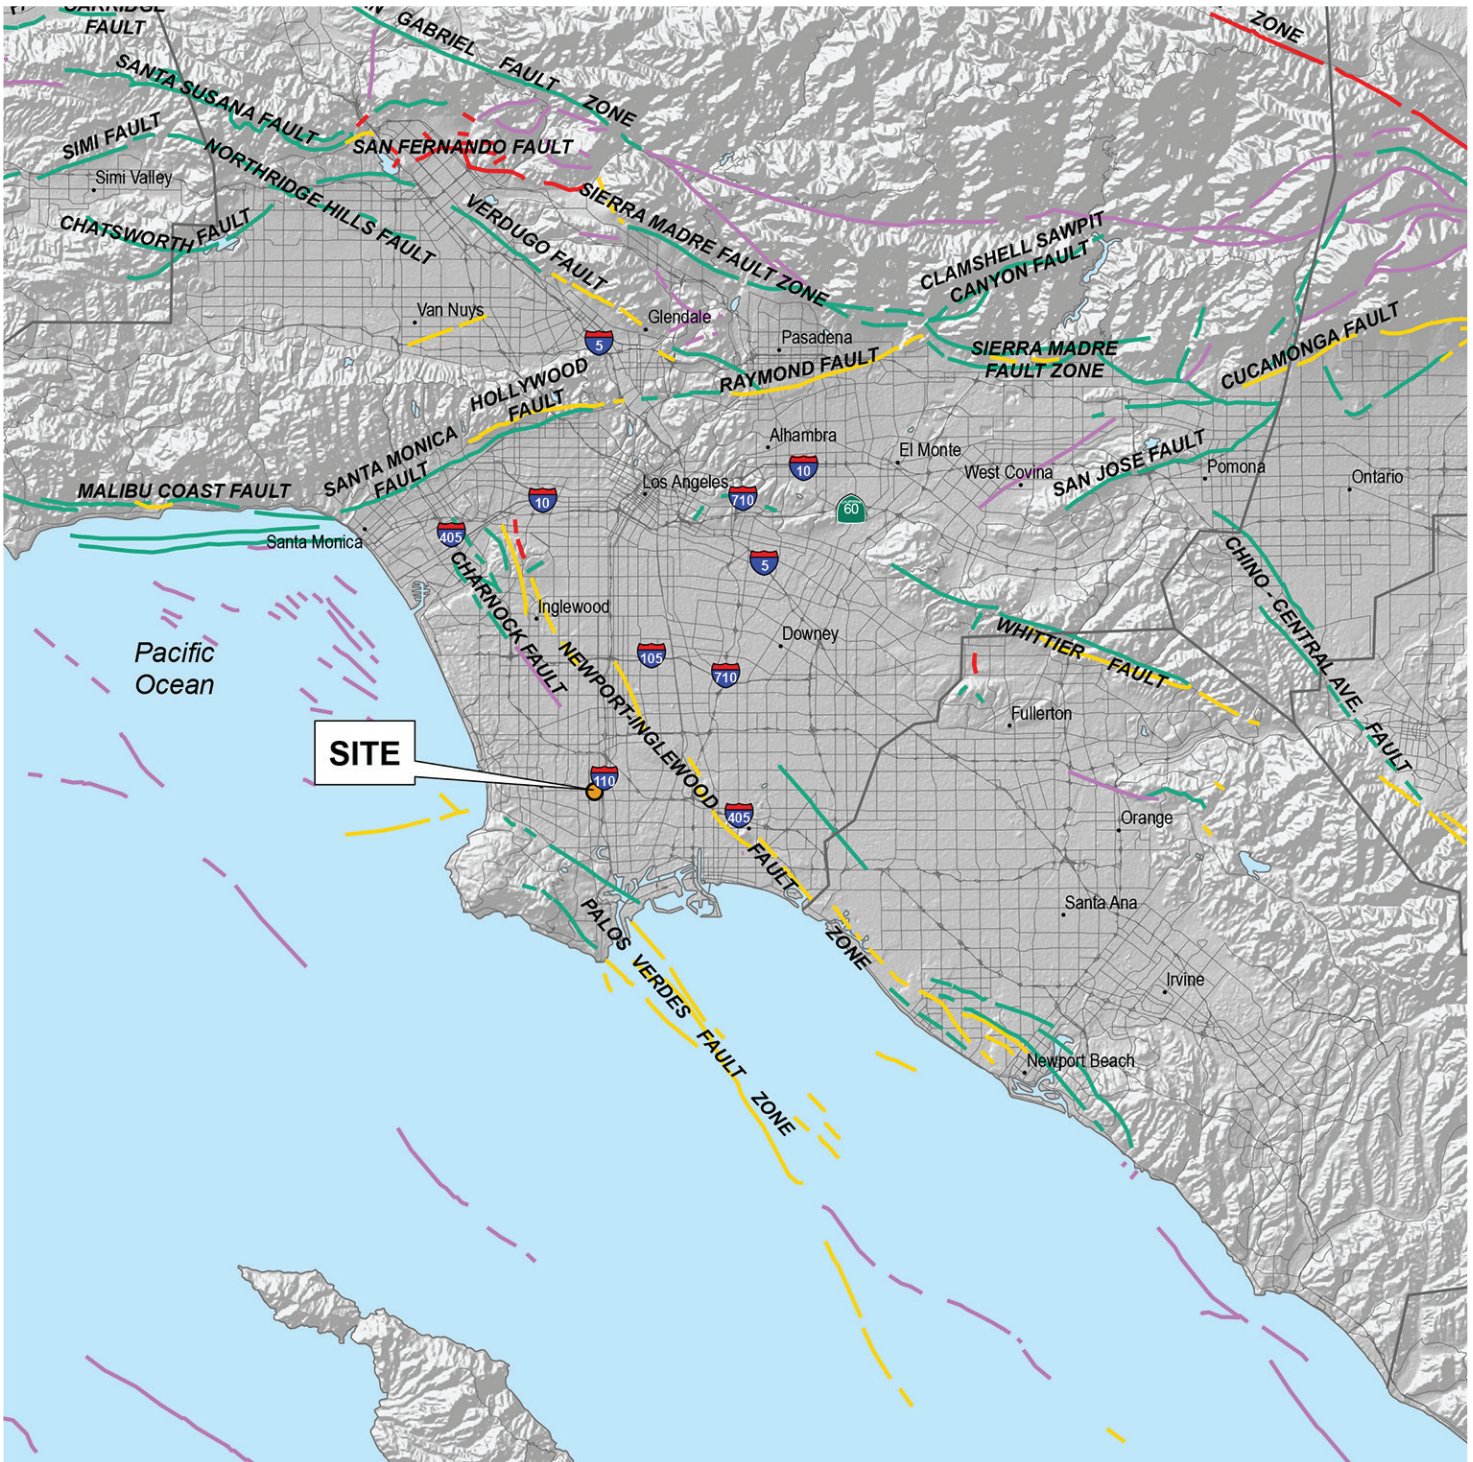 FAULT
GABRIEL
FAULT
ZONE
ZONE
SANTA SUSANA FAULT
SIMI FAULT
SAN FERNANDO FAULT
Simi Valley
NORTHRIDGE HILLS FAULT
CHATSWORTH FAULT
VERDUGO FAULT
SIERRA MADRE FAULT ZONE
CLAMSHELL SAWPIT
CANYON FAULT
Van Nuys
Glendale
5
Pasadena
SIERRA MADRE
FAULT ZONE
CUCAMONGA FAULT
HOLLYWOOD
FAULT
RAYMOND FAULT
SANTA MONICA
FAULT
Alhambra
El Monte
10
West Covina
SAN JOSE FAULT
Pomona
Ontario
MALIBU COAST FAULT
Los Angeles
10
710
60
405
Santa Monica
5
CHARNOCK FAULT
Inglewood
CHINO - CENTRAL AVE. FAULT
Downey
WHITTIER FAULT
Pacific
Ocean
105
710
NEWPORT-INGLEWOOD FAULT ZONE
Fullerton
SITE
110
405
Orange
Santa Ana
PALOS VERDES FAULT ZONE
Irvine
Newport Beach